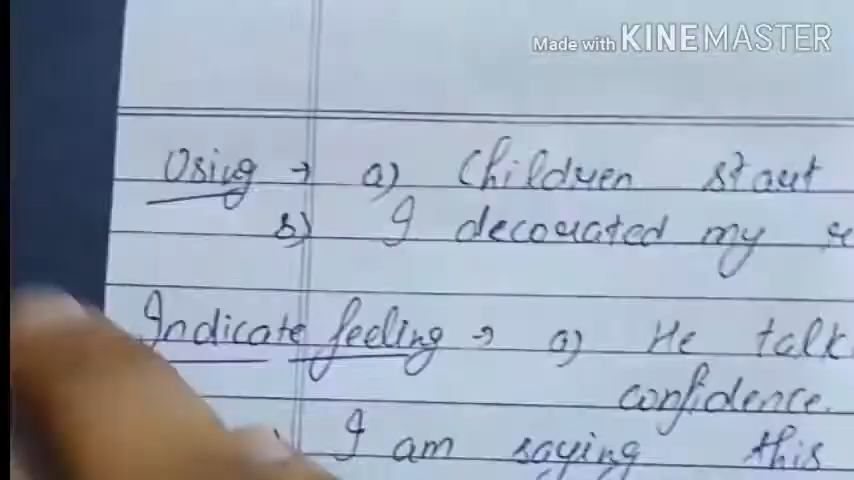 Made with KINEMASTER
Using → a) Children start
b) I decorated my
Indicate feeling → a) He talk
confidence.
I am saying this